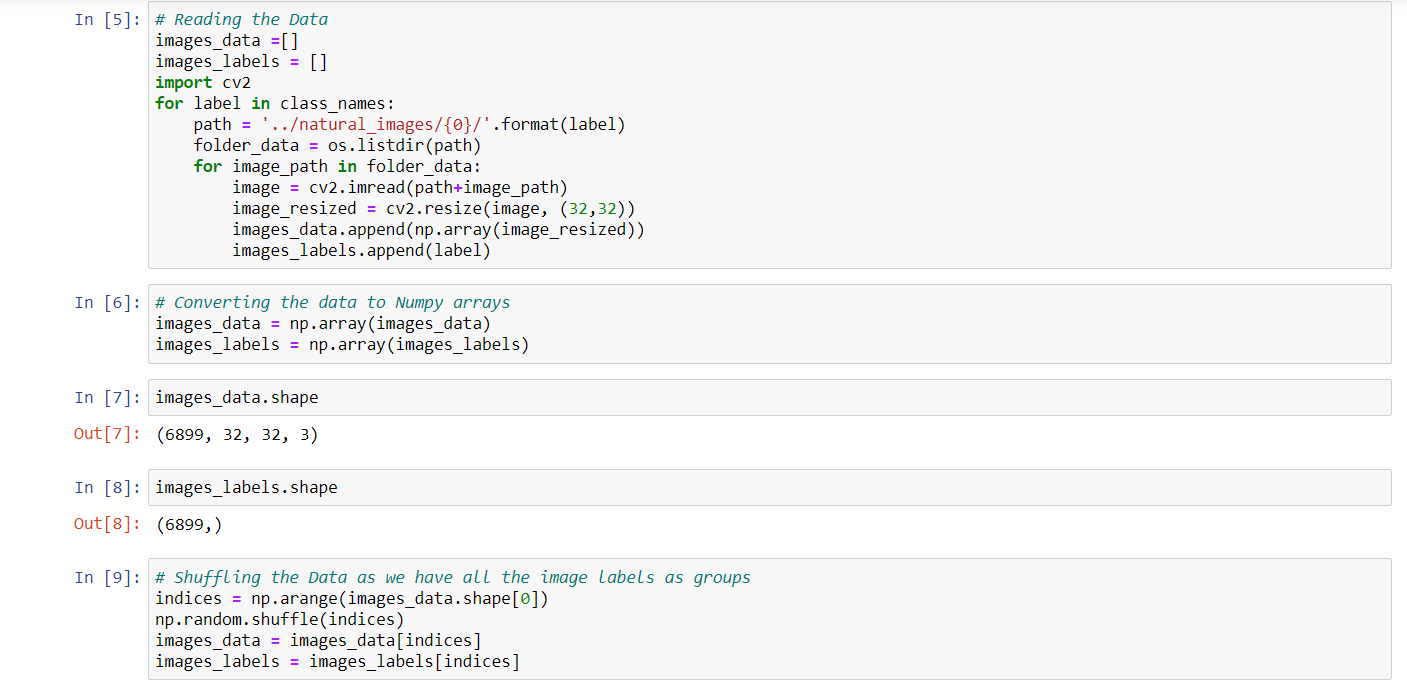 In [5]: # Reading the Data
images_data =[]
images_labels = []
import cv2
for label in class_names:
    path = '../natural_images/{0}/'.format(label)
    folder_data = os.listdir(path)
    for image_path in folder_data:
        image = cv2.imread(path+image_path)
        image_resized = cv2.resize(image, (32,32))
        images_data.append(np.array(image_resized))
        images_labels.append(label)
In [6]: # Converting the data to Numpy arrays
images_data = np.array(images_data)
images_labels = np.array(images_labels)
In [7]: images_data.shape
Out[7]: (6899, 32, 32, 3)
In [8]: images_labels.shape
Out[8]: (6899,)
In [9]: # Shuffling the Data as we have all the image labels as groups
indices = np.arange(images_data.shape[0])
np.random.shuffle(indices)
images_data = images_data[indices]
images_labels = images_labels[indices]